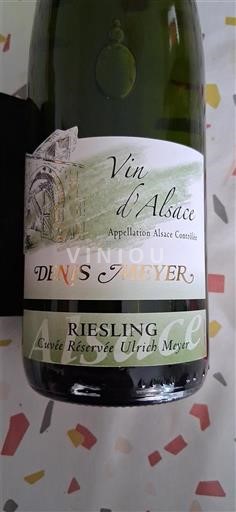 Vin
d'Alsace
Appellation Alsace Contrôlée
VINIOU
DENIS MEYER
Alsace
RIESLING
Cuvée Réservée Ulrich Meyer